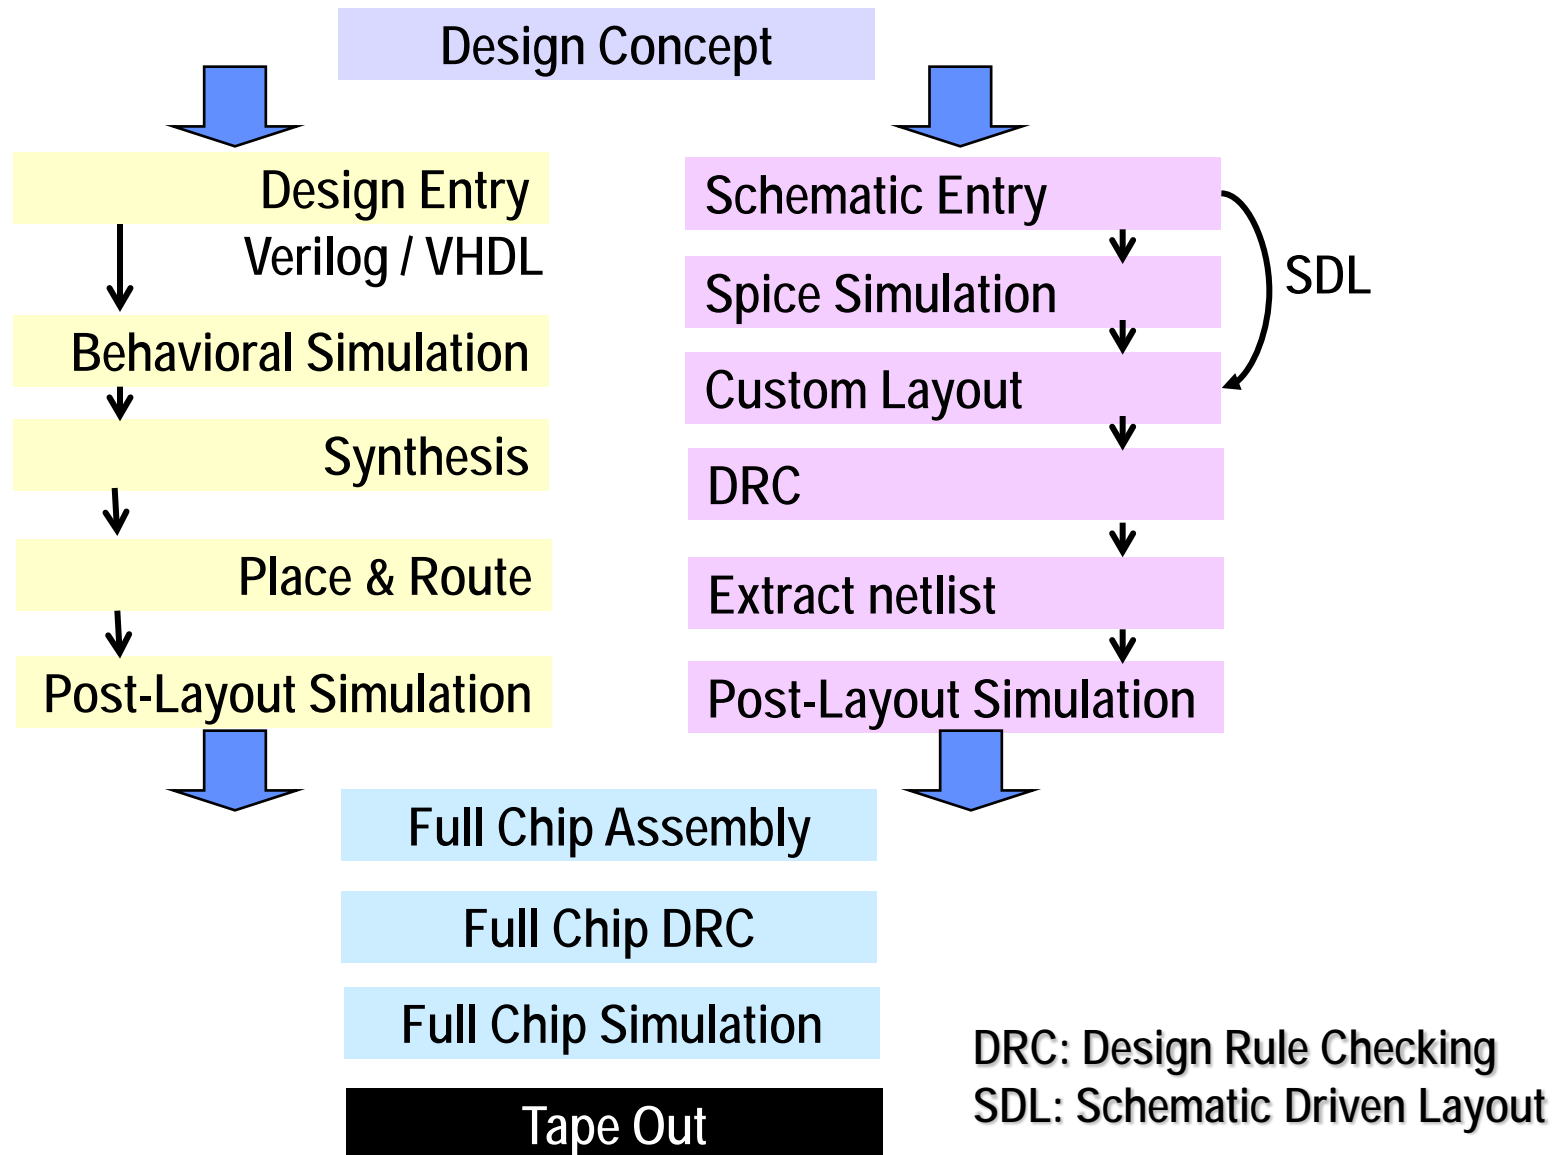 Design Concept
Design Entry
Verilog / VHDL
Behavioral Simulation
Synthesis
Place & Route
Post-Layout Simulation
Schematic Entry
Spice Simulation
SDL
Custom Layout
DRC
Extract netlist
Post-Layout Simulation
Full Chip Assembly
Full Chip DRC
Full Chip Simulation
Tape Out
DRC: Design Rule Checking
SDL: Schematic Driven Layout